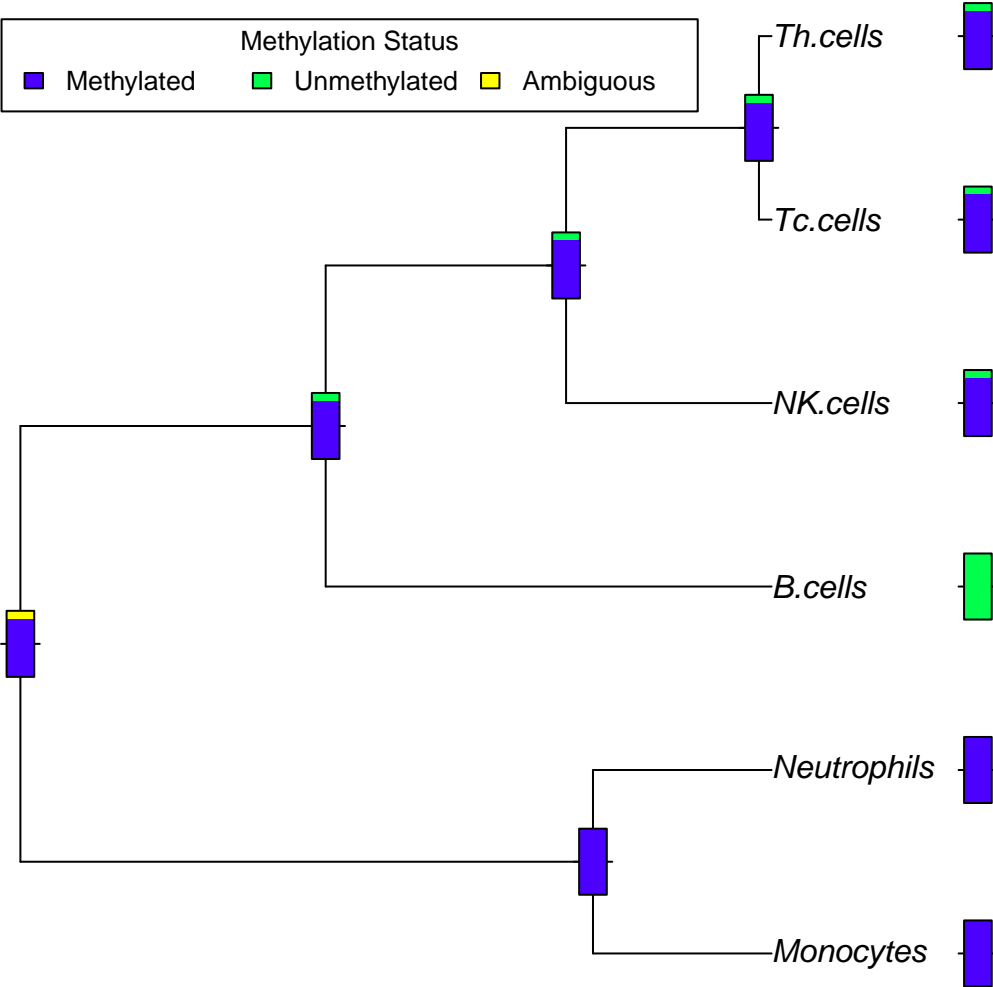 Methylation Status
Methylated Unmethylated Ambiguous
Th.cells
Tc.cells
NK.cells
B.cells
Neutrophils
Monocytes